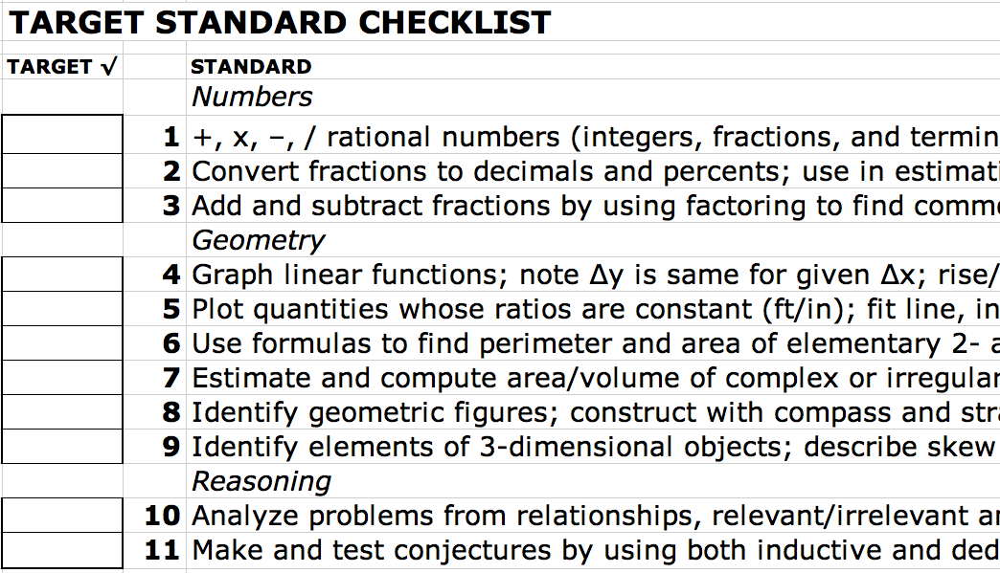 TARGET STANDARD CHECKLIST
TARGET √ STANDARD
Numbers
1 +, x, –, / rational numbers (integers, fractions, and termin
2 Convert fractions to decimals and percents; use in estimati
3 Add and subtract fractions by using factoring to find comm
Geometry
4 Graph linear functions; note Δy is same for given Δx; rise/
5 Plot quantities whose ratios are constant (ft/in); fit line, in
6 Use formulas to find perimeter and area of elementary 2- a
7 Estimate and compute area/volume of complex or irregular
8 Identify geometric figures; construct with compass and stra
9 Identify elements of 3-dimensional objects; describe skew
Reasoning
10 Analyze problems from relationships, relevant/irrelevant a
11 Make and test conjectures by using both inductive and ded